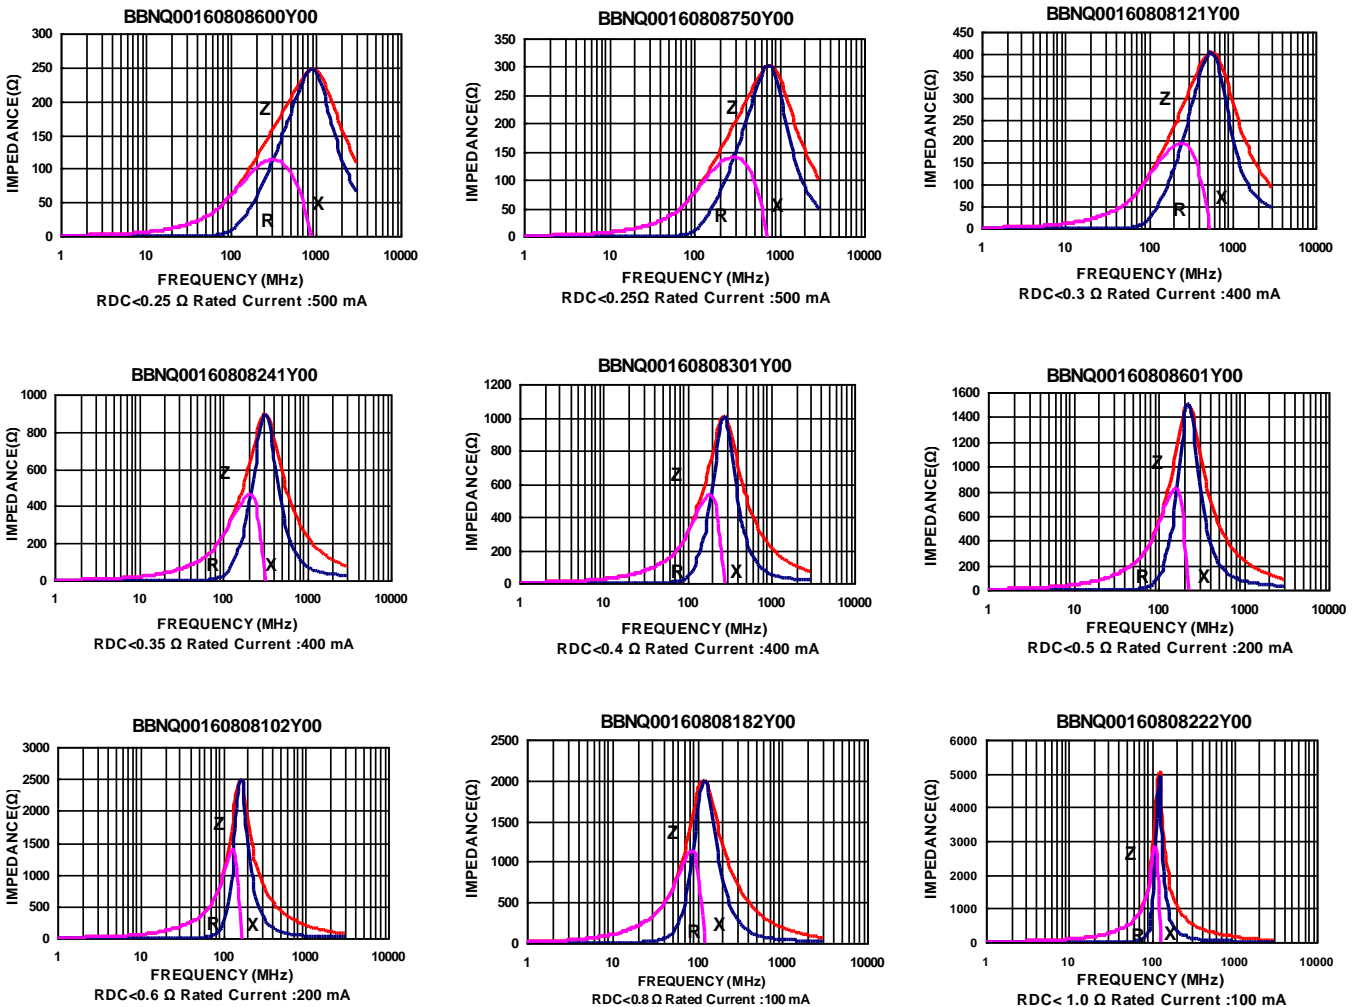 BBNQ00160808600Y00
300
250
200
150
100
50
0
IMPEDANCE(Ω)
Z
R
X
1 10 100 1000 10000
FREQUENCY (MHz)
RDC<0.25 Ω Rated Current :500 mA
BBNQ00160808750Y00
350
300
250
200
150
100
50
0
IMPEDANCE(Ω)
Z
R
X
1 10 100 1000 10000
FREQUENCY (MHz)
RDC<0.25Ω Rated Current :500 mA
BBNQ00160808121Y00
450
400
350
300
250
200
150
100
50
0
IMPEDANCE(Ω)
Z
R
X
1 10 100 1000 10000
FREQUENCY (MHz)
RDC<0.3 Ω Rated Current :400 mA
BBNQ00160808241Y00
1000
800
600
400
200
0
IMPEDANCE(Ω)
Z
R
X
1 10 100 1000 10000
FREQUENCY (MHz)
RDC<0.35 Ω Rated Current :400 mA
BBNQ00160808301Y00
1200
1000
800
600
400
200
0
IMPEDANCE(Ω)
Z
R
X
1 10 100 1000 10000
FREQUENCY (MHz)
RDC<0.4 Ω Rated Current :400 mA
BBNQ00160808601Y00
1600
1400
1200
1000
800
600
400
200
0
IMPEDANCE(Ω)
Z
R
X
1 10 100 1000 10000
FREQUENCY (MHz)
RDC<0.5 Ω Rated Current :200 mA
BBNQ00160808102Y00
3000
2500
2000
1500
1000
500
0
IMPEDANCE(Ω)
Z
R
X
1 10 100 1000 10000
FREQUENCY (MHz)
RDC<0.6 Ω Rated Current :200 mA
BBNQ00160808182Y00
2500
2000
1500
1000
500
0
IMPEDANCE(Ω)
Z
R
X
1 10 100 1000 10000
FREQUENCY (MHz)
RDC<0.8 Ω Rated Current :100 mA
BBNQ00160808222Y00
6000
5000
4000
3000
2000
1000
0
IMPEDANCE(Ω)
Z
R
X
1 10 100 1000 10000
FREQUENCY (MHz)
RDC< 1.0 Ω Rated Current :100 mA